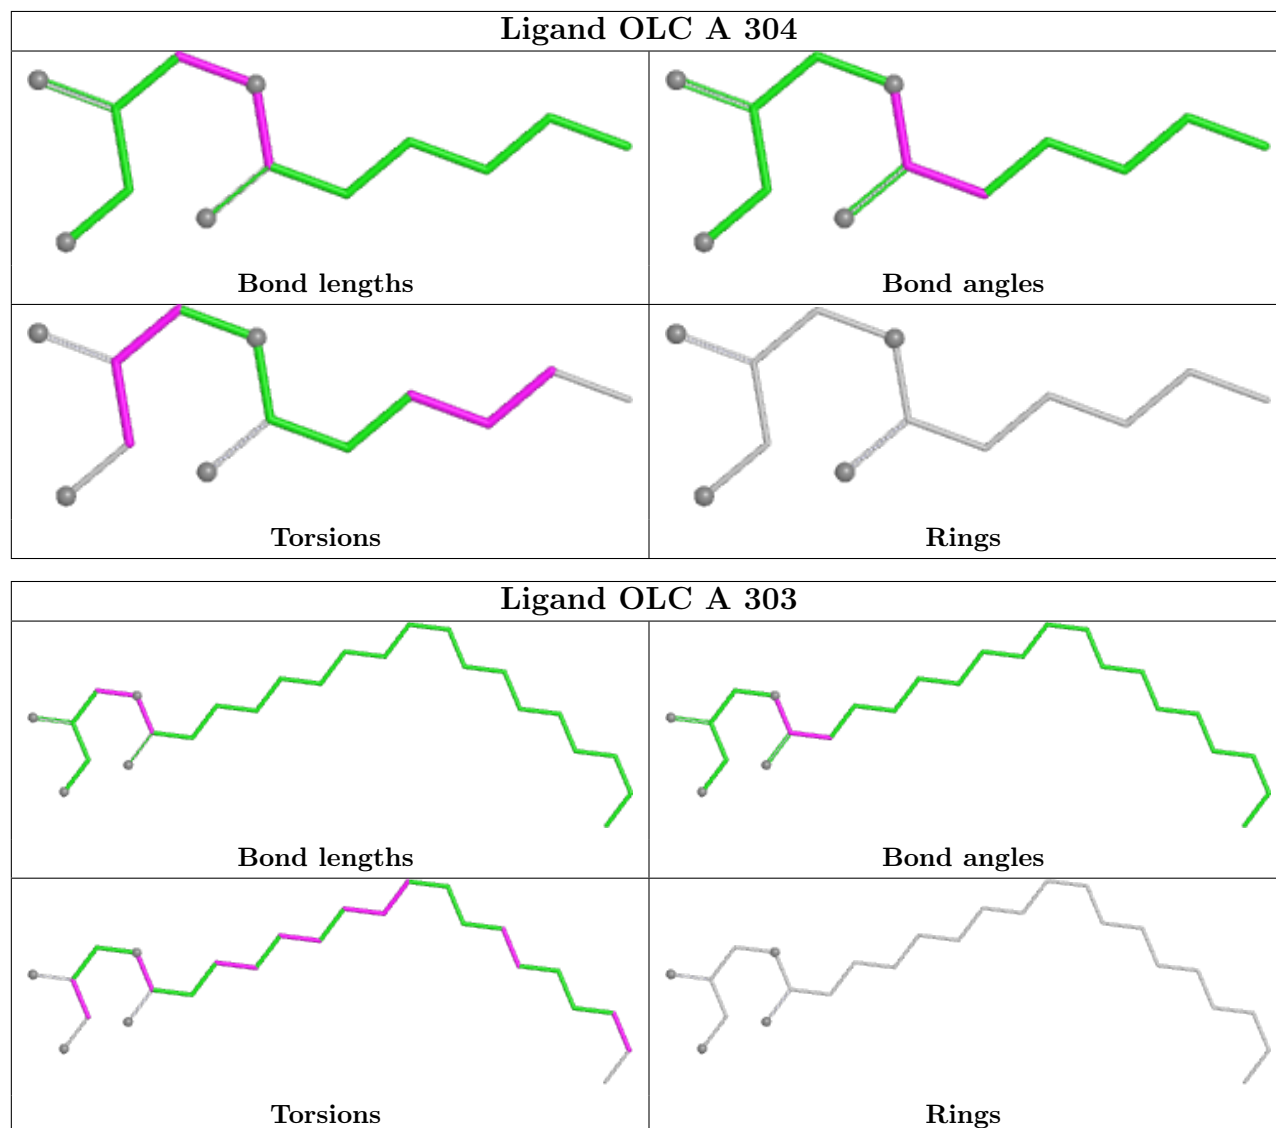 Ligand OLC A 304
Bond lengths
Bond angles
Torsions
Rings
Ligand OLC A 303
Bond lengths
Bond angles
Torsions
Rings